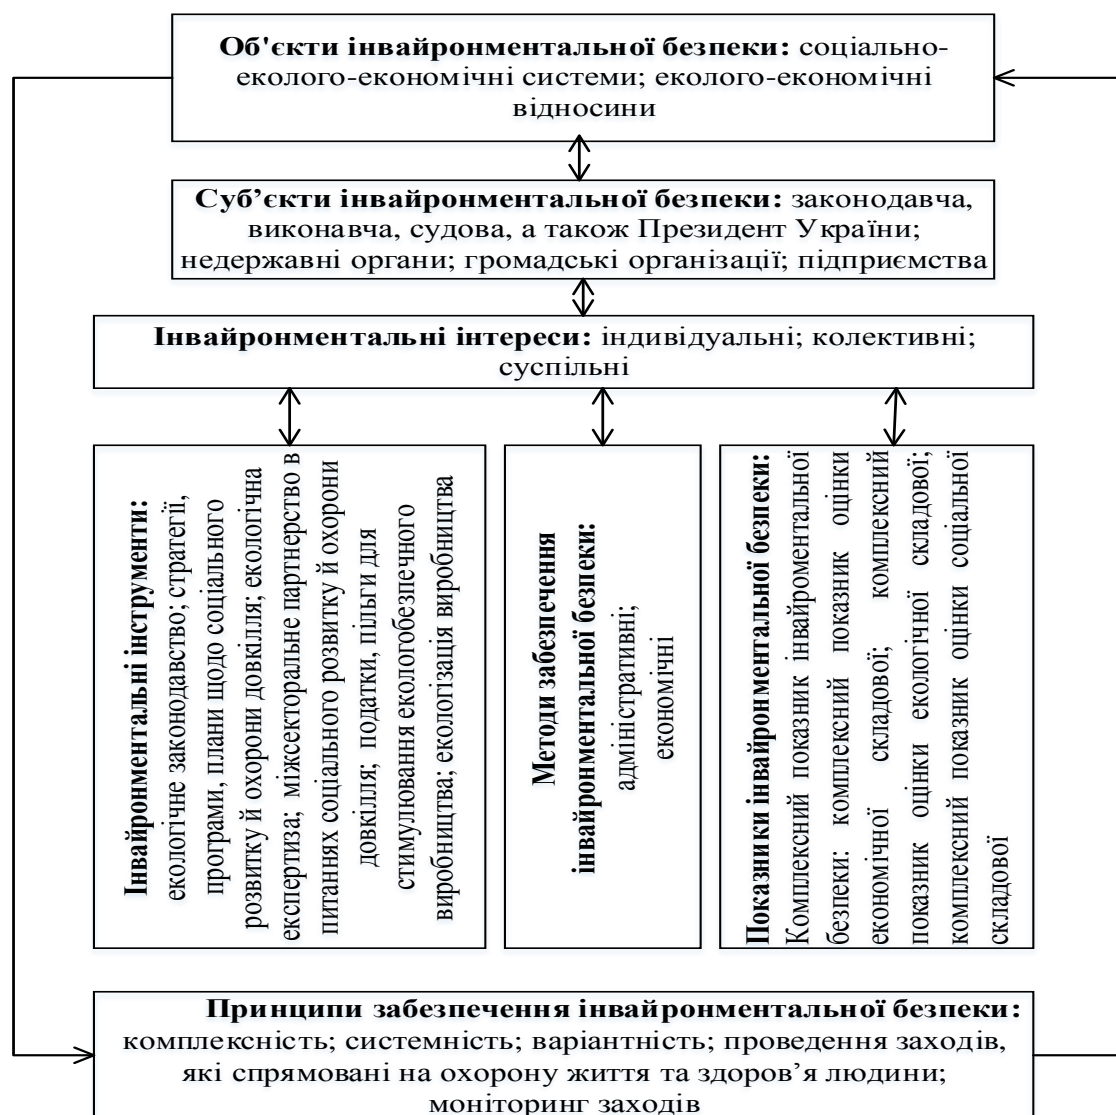 Об'єкти інвайронментальної безпеки: соціально-
еколого-економічні системи; еколого-економічні
відносини
Суб’єкти інвайронментальної безпеки: законодавча,
виконавча, судова, а також Президент України;
недержавні органи; громадські організації; підприємства
Інвайронментальні інтереси: індивідуальні; колективні;
суспільні
Інвайронментальні інструменти:
екологічне законодавство; стратегії,
програми, плани щодо соціального
розвитку й охорони довкілля; екологічна
експертиза; міжсекторальне партнерство в
питаннях соціального розвитку й охорони
довкілля; податки, пільги для
стимулювання екологобезпечного
виробництва; екологізація виробництва
Методи забезпечення
інвайронментальної безпеки:
адміністративні;
економічні
Показники інвайронментальної безпеки:
Комплексний показник інвайроментальної
безпеки: комплексний показник оцінки
економічної складової; комплексний
показник оцінки екологічної складової;
комплексний показник оцінки соціальної
складової
Принципи забезпечення інвайронментальної безпеки:
комплексність; системність; варіантність; проведення заходів,
які спрямовані на охорону життя та здоров’я людини;
моніторинг заходів